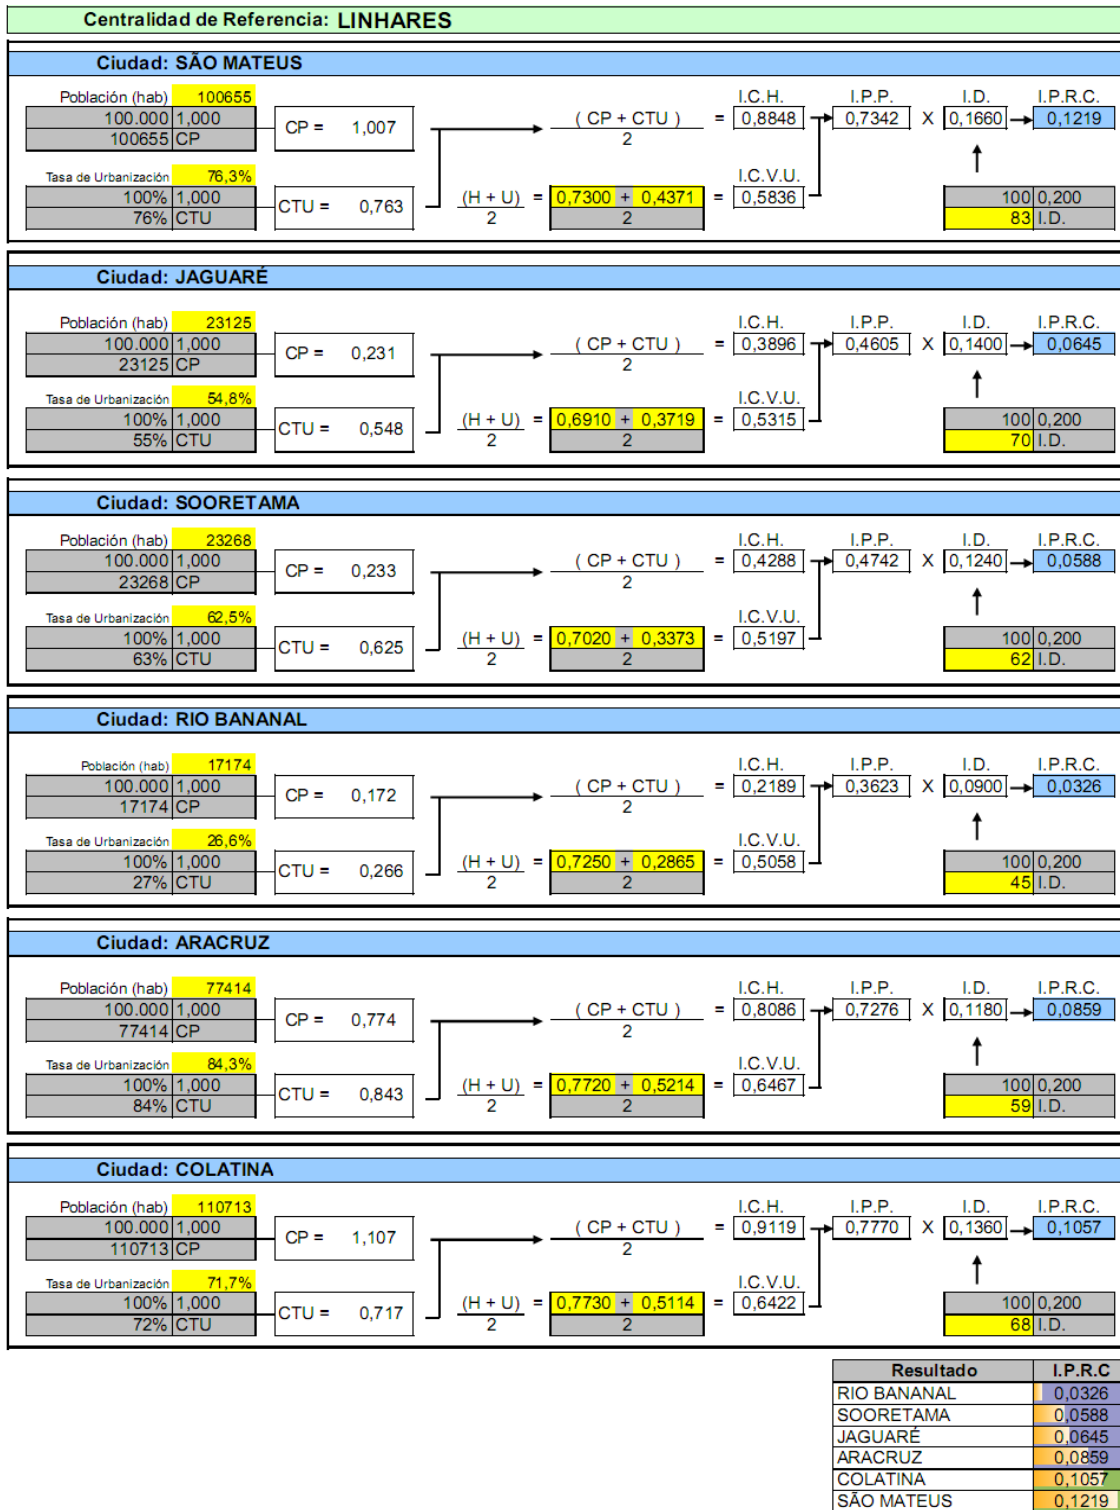 Centralidad de Referencia: LINHARES
Ciudad: SÃO MATEUS
Población (hab) 100655 I.C.H. I.P.P. I.D. I.P.R.C.
100.000 1,000 CP = 1,007 ( CP + CTU ) = 0,8848 0,7342 X 0,1660 0,1219
100655 CP 2
Tasa de Urbanización 76,3% I.C.V.U.
100% 1,000 CTU = 0,763 (H + U) = 0,7300 + 0,4371 = 0,5836 100 0,200
76% CTU 2 2 83 I.D.
Ciudad: JAGUARÉ
Población (hab) 23125 I.C.H. I.P.P. I.D. I.P.R.C.
100.000 1,000 CP = 0,231 ( CP + CTU ) = 0,3896 0,4605 X 0,1400 0,0645
23125 CP 2
Tasa de Urbanización 54,8% I.C.V.U.
100% 1,000 CTU = 0,548 (H + U) = 0,6910 + 0,3719 = 0,5315 100 0,200
55% CTU 2 2 70 I.D.
Ciudad: SOORETAMA
Población (hab) 23268 I.C.H. I.P.P. I.D. I.P.R.C.
100.000 1,000 CP = 0,233 ( CP + CTU ) = 0,4288 0,4742 X 0,1240 0,0588
23268 CP 2
Tasa de Urbanización 62,5% I.C.V.U.
100% 1,000 CTU = 0,625 (H + U) = 0,7020 + 0,3373 = 0,5197 100 0,200
63% CTU 2 2 62 I.D.
Ciudad: RIO BANANAL
Población (hab) 17174 I.C.H. I.P.P. I.D. I.P.R.C.
100.000 1,000 CP = 0,172 ( CP + CTU ) = 0,2189 0,3623 X 0,0900 0,0326
17174 CP 2
Tasa de Urbanización 26,6% I.C.V.U.
100% 1,000 CTU = 0,266 (H + U) = 0,7250 + 0,2865 = 0,5058 100 0,200
27% CTU 2 2 45 I.D.
Ciudad: ARACRUZ
Población (hab) 77414 I.C.H. I.P.P. I.D. I.P.R.C.
100.000 1,000 CP = 0,774 ( CP + CTU ) = 0,8086 0,7276 X 0,1180 0,0859
77414 CP 2
Tasa de Urbanización 84,3% I.C.V.U.
100% 1,000 CTU = 0,843 (H + U) = 0,7720 + 0,5214 = 0,6467 100 0,200
84% CTU 2 2 59 I.D.
Ciudad: COLATINA
Población (hab) 110713 I.C.H. I.P.P. I.D. I.P.R.C.
100.000 1,000 CP = 1,107 ( CP + CTU ) = 0,9119 0,7770 X 0,1360 0,1057
110713 CP 2
Tasa de Urbanización 71,7% I.C.V.U.
100% 1,000 CTU = 0,717 (H + U) = 0,7730 + 0,5114 = 0,6422 100 0,200
72% CTU 2 2 68 I.D.
Resultado I.P.R.C
RIO BANANAL 0,0326
SOORETAMA 0,0588
JAGUARÉ 0,0645
ARACRUZ 0,0859
COLATINA 0,1057
SÃO MATEUS 0,1219